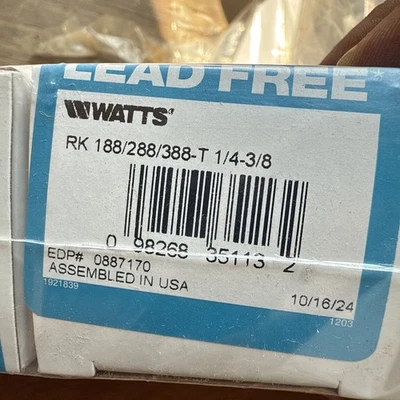 LEAD FREE*
WATTS
RK 188/288/388-T 1/4-3/8
0 98268 35113 2
EDP# 0887170
ASSEMBLED IN USA
1921839
10/16/24
1203